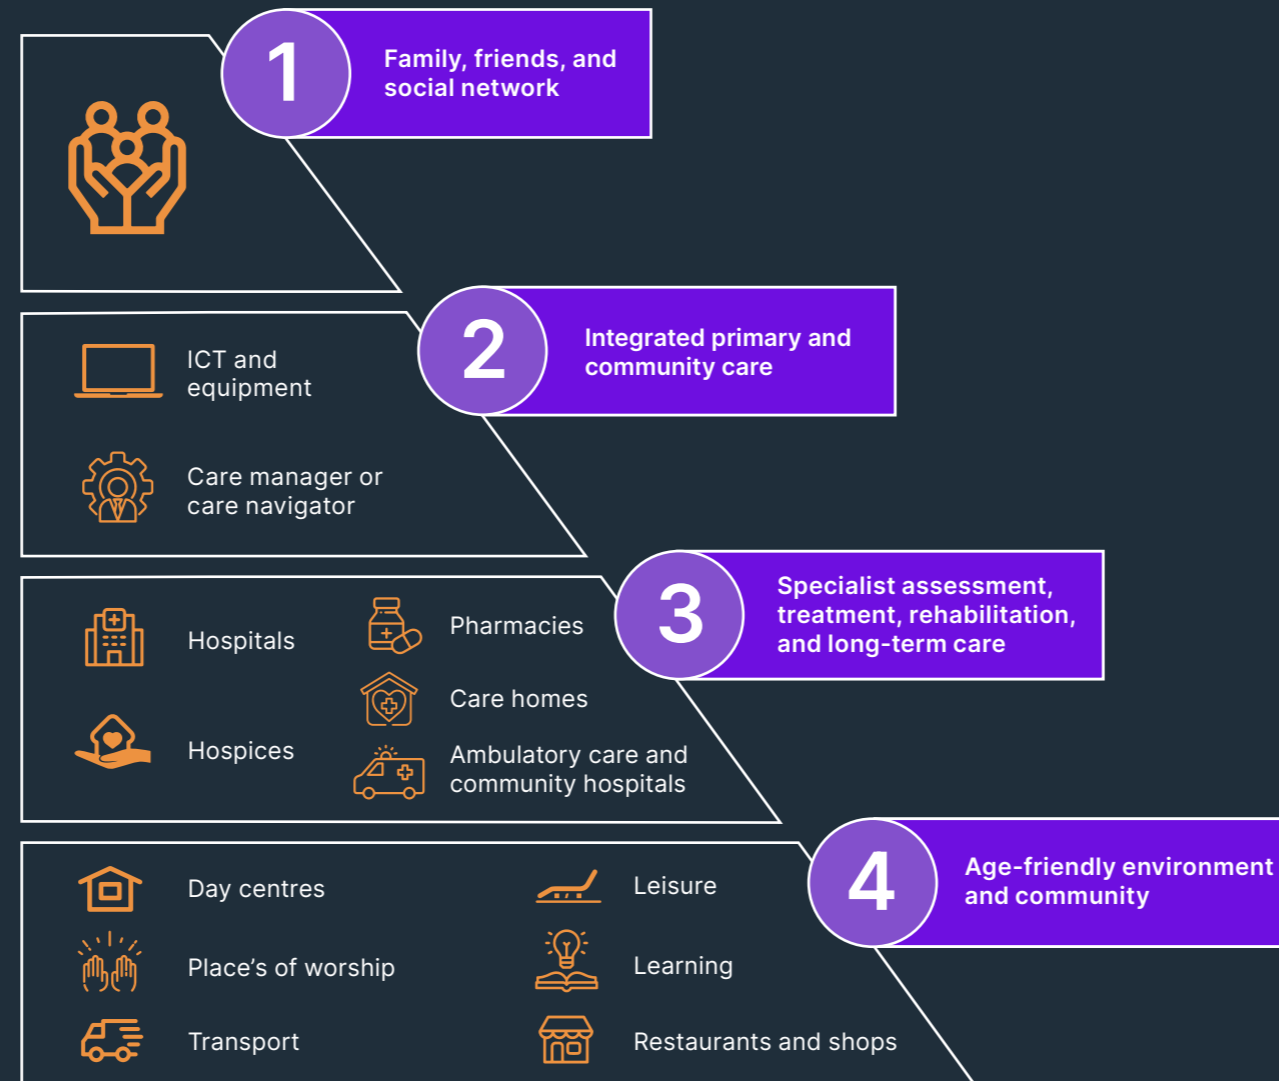 1
Family, friends, and
social network
2
Integrated primary and
community care
ICT and
equipment
Care manager or
care navigator
3
Specialist assessment,
treatment, rehabilitation,
and long-term care
Hospitals
Hospices
Pharmacies
Care homes
Ambulatory care and
community hospitals
4
Age-friendly environment
and community
Day centres
Place’s of worship
Transport
Leisure
Learning
Restaurants and shops